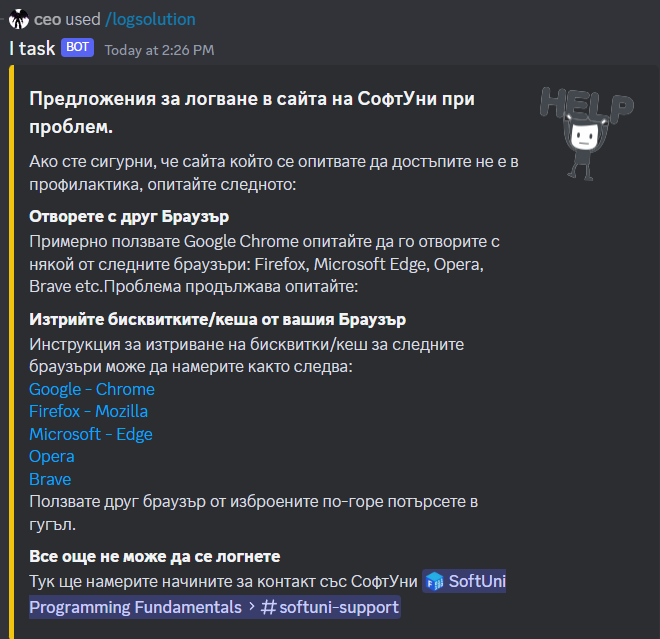 ceo used /logsolution
I task BOT Today at 2:26 PM
Предложения за логване в сайта на СофтУни при
проблем.
HELP
Ако сте сигурни, че сайта който се опитвате да достъпите не е в
профилактика, опитайте следното:
Отворете с друг Браузър
Примерно ползвате Google Chrome опитайте да го отворите с
някой от следните браузъри: Firefox, Microsoft Edge, Opera,
Brave etc.Проблема продължава опитайте:
Изтрийте бисквитките/кеша от вашия Браузър
Инструкция за изтриване на бисквитки/кеш за следните
браузъри може да намерите както следва:
Google - Chrome
Firefox - Mozilla
Microsoft - Edge
Opera
Brave
Ползвате друг браузър от изброените по-горе потърсете в
гугъл.
Все още не може да се логнете
Тук ще намерите начините за контакт със СофтУни SoftUni
Programming Fundamentals › # softuni-support